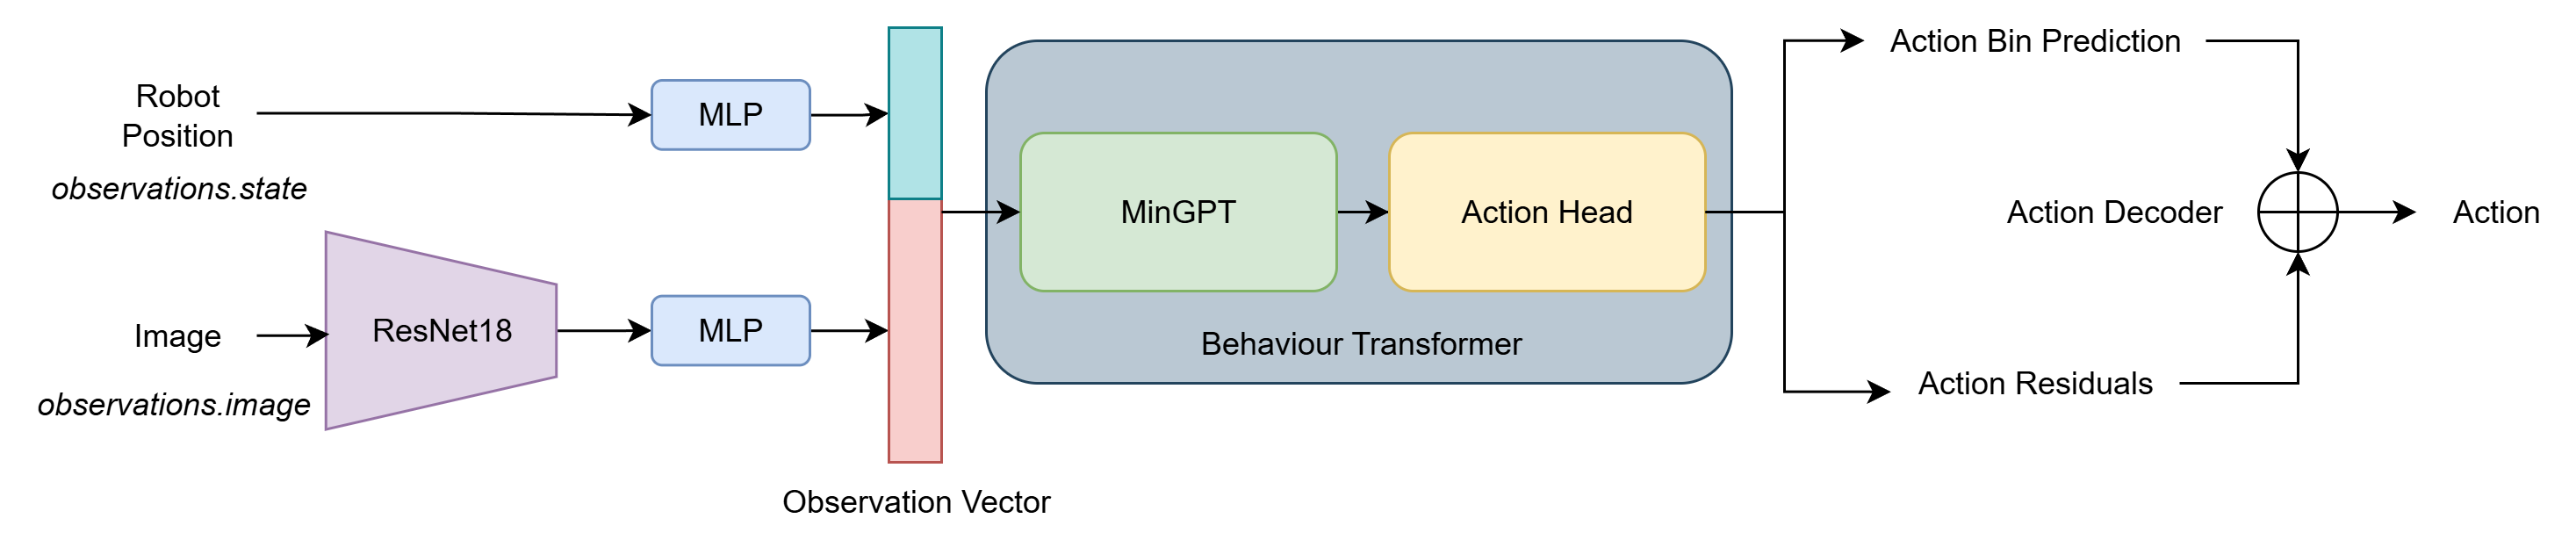 Robot
Position
observations.state
MLP
Image
observations.image
ResNet18
MLP
Observation Vector
MinGPT
Action Head
Behaviour Transformer
Action Bin Prediction
Action Decoder
Action Residuals
Action